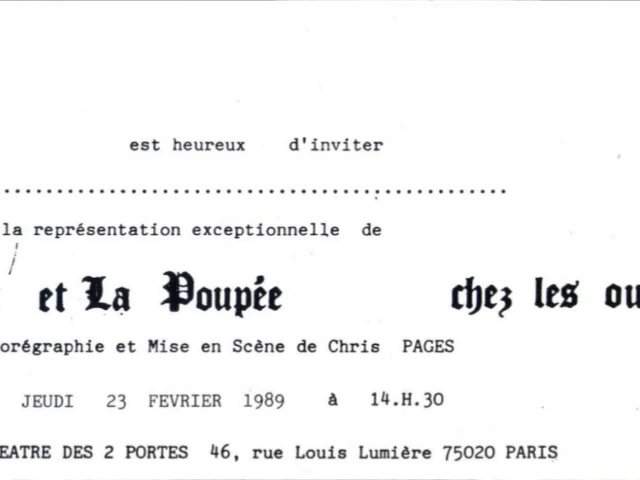 est heureux d'inviter
la représentation exceptionnelle de
et La Poupée chez les ou
orégraphie et Mise en Scène de Chris PAGES
JEUDI 23 FEVRIER 1989 à 14.H.30
EATRE DES 2 PORTES 46, rue Louis Lumière 75020 PARIS